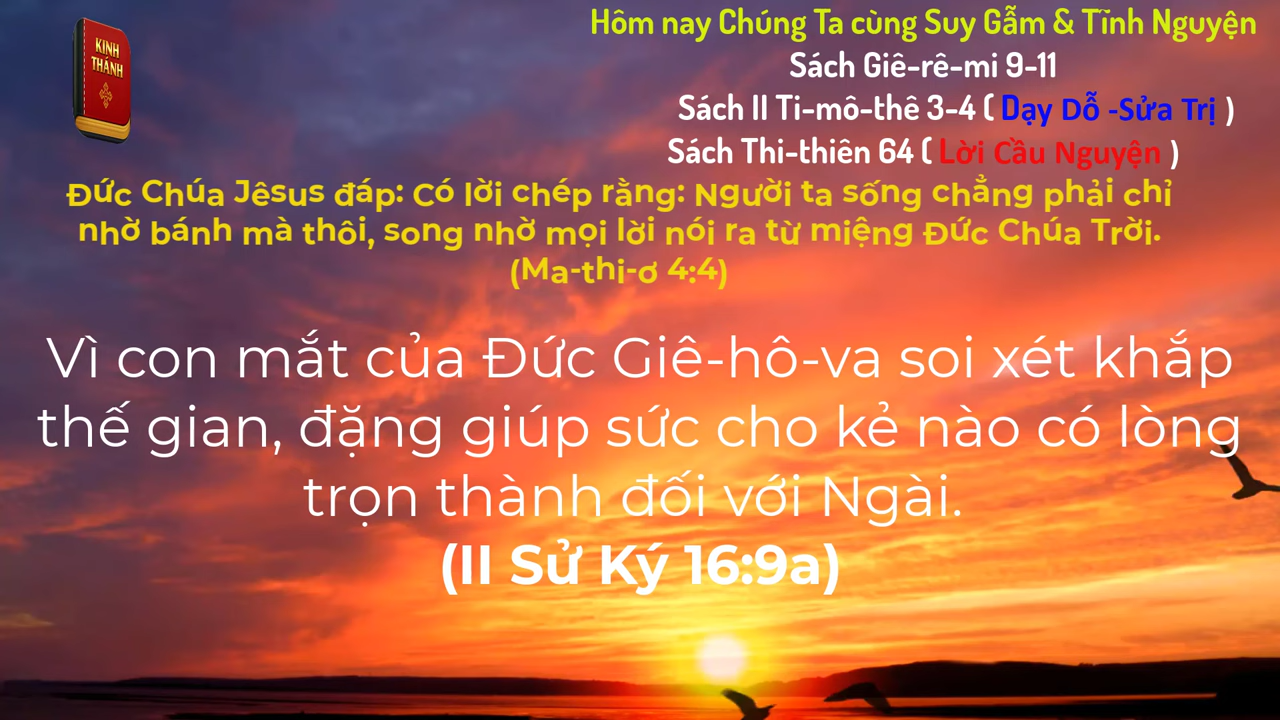 KINH
THÁNH
Hôm nay Chúng Ta cùng Suy Gẫm & Tĩnh Nguyện
Sách Giê-rê-mi 9-11
Sách II Ti-mô-thê 3-4 ( Dạy Dỗ -Sửa Trị )
Sách Thi-thiên 64 ( Lời Cầu Nguyện )
Đức Chúa Jêsus đáp: Có lời chép rằng: Người ta sống chẳng phải chỉ
nhờ bánh mà thôi, song nhờ mọi lời nói ra từ miệng Đức Chúa Trời.
(Ma-thi-ơ 4:4)
Vì con mắt của Đức Giê-hô-va soi xét khắp
thế gian, đặng giúp sức cho kẻ nào có lòng
trọn thành đối với Ngài.
(II Sử Ký 16:9a)